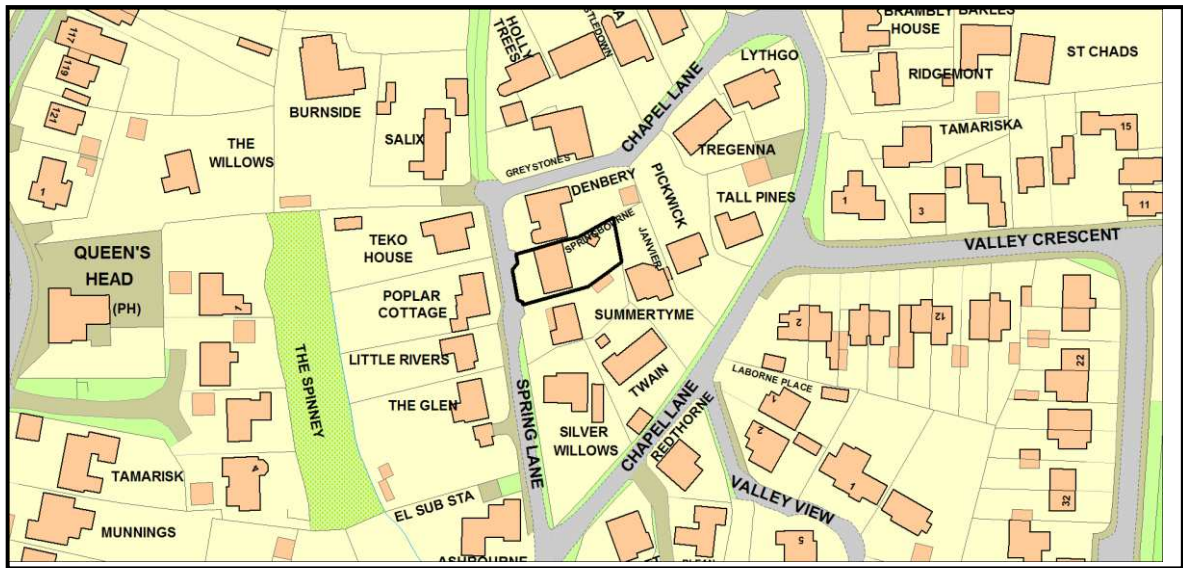 117
119
121
1
BURNSIDE
SALIX
THE
WILLOWS
HOLLY
TREES
CHAPEL LANE
LYTHGO
BRAMBLY
HOUSE
RIDGEMONT
ST CHADS
TAMARISKA
15
TREGENNA
GREYSTONES
DENBERY
PICKWICK
TALL PINES
1
3
11
VALLEY CRESCENT
QUEEN'S
HEAD
(PH)
TEKO
HOUSE
SPRINGBOURNE
JANVIER
POPLAR
COTTAGE
SUMMERTYME
2
12
22
THE SPINNEY
LITTLE RIVERS
THE GLEN
SPRING LANE
TWAIN
LABORNE PLACE
SILVER
WILLOWS
CHAPEL LANE
REDTHORNE
2
1
32
TAMARISK
4
EL SUB STA
VALLEY VIEW
MUNNINGS
ASHBOURNE
5